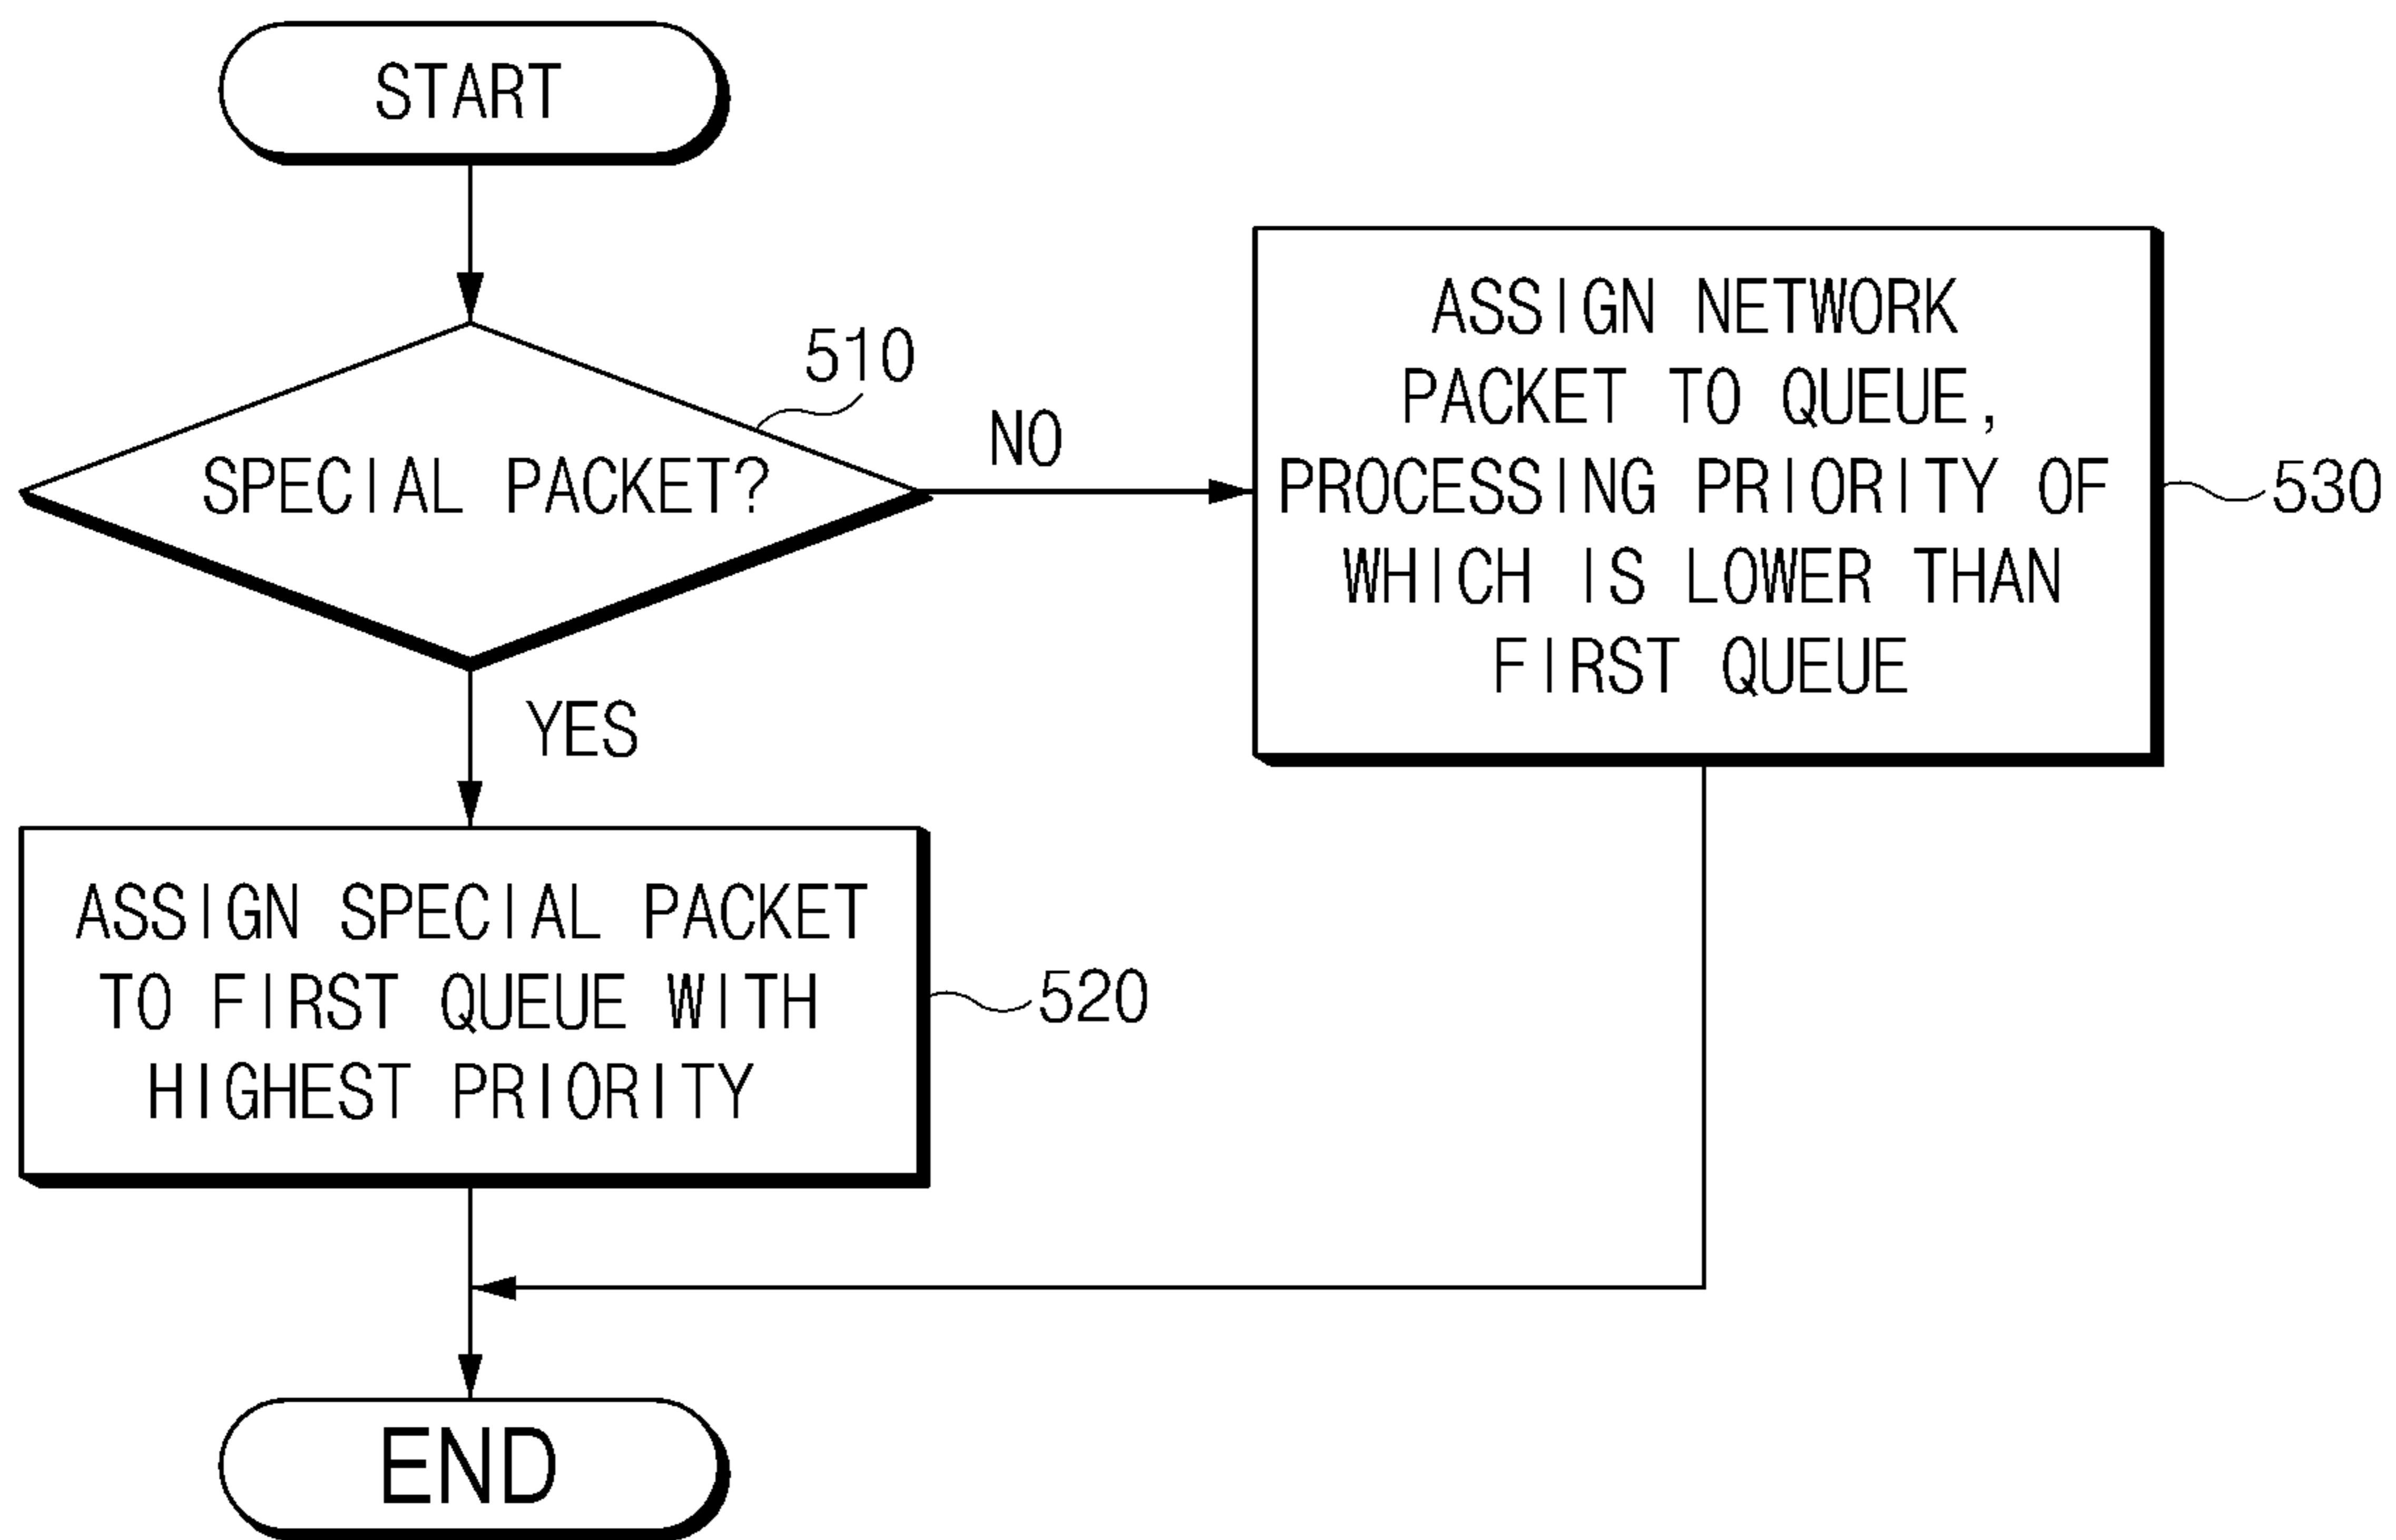 START
510
SPECIAL PACKET?
NO
ASSIGN NETWORK
PACKET TO QUEUE,
PROCESSING PRIORITY OF
WHICH IS LOWER THAN
FIRST QUEUE
530
YES
ASSIGN SPECIAL PACKET
TO FIRST QUEUE WITH
HIGHEST PRIORITY
520
END